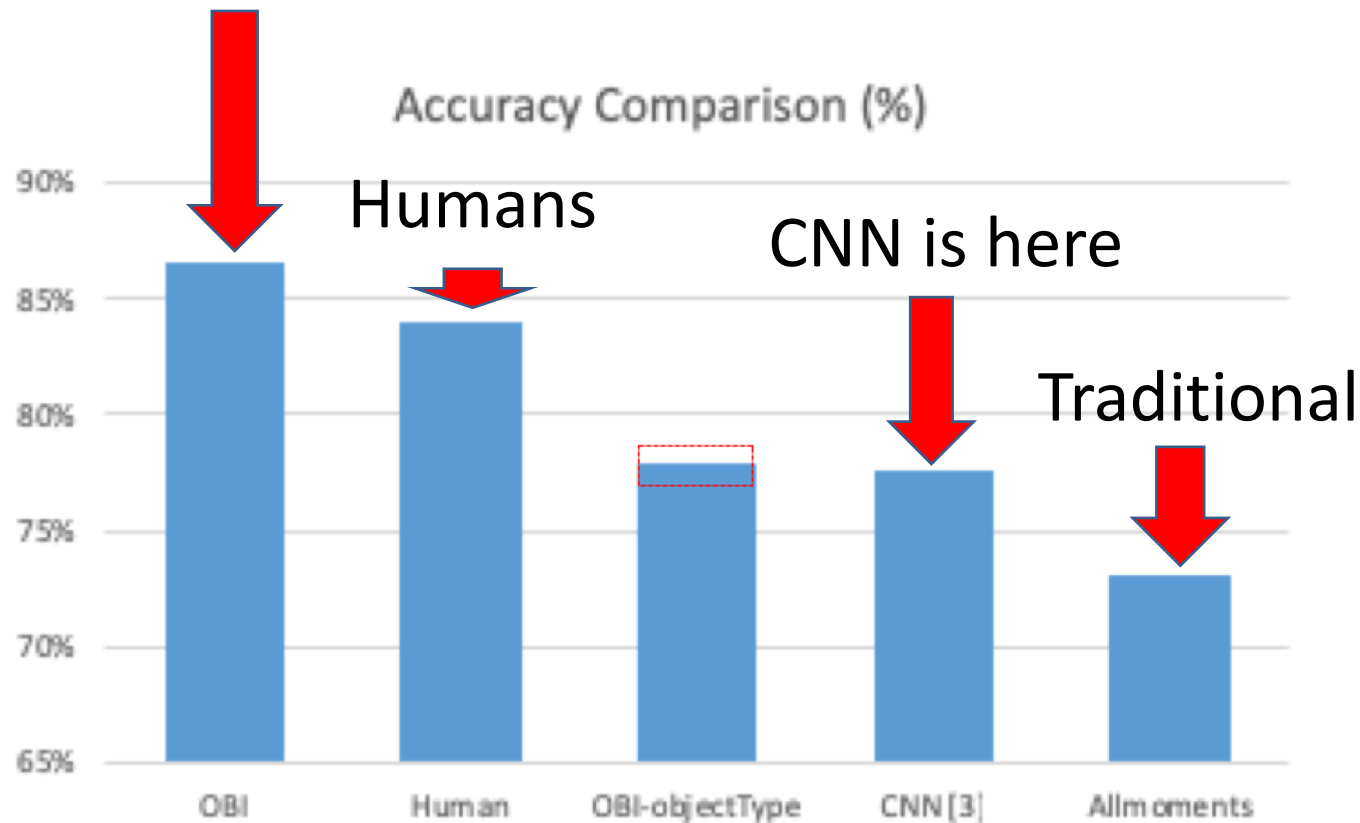 Accuracy Comparison (%)
90%
Humans
CNN is here
85%
Traditional
80%
75%
70%
65%
OBI Human OBI-objectType CNN[3] Allmoments